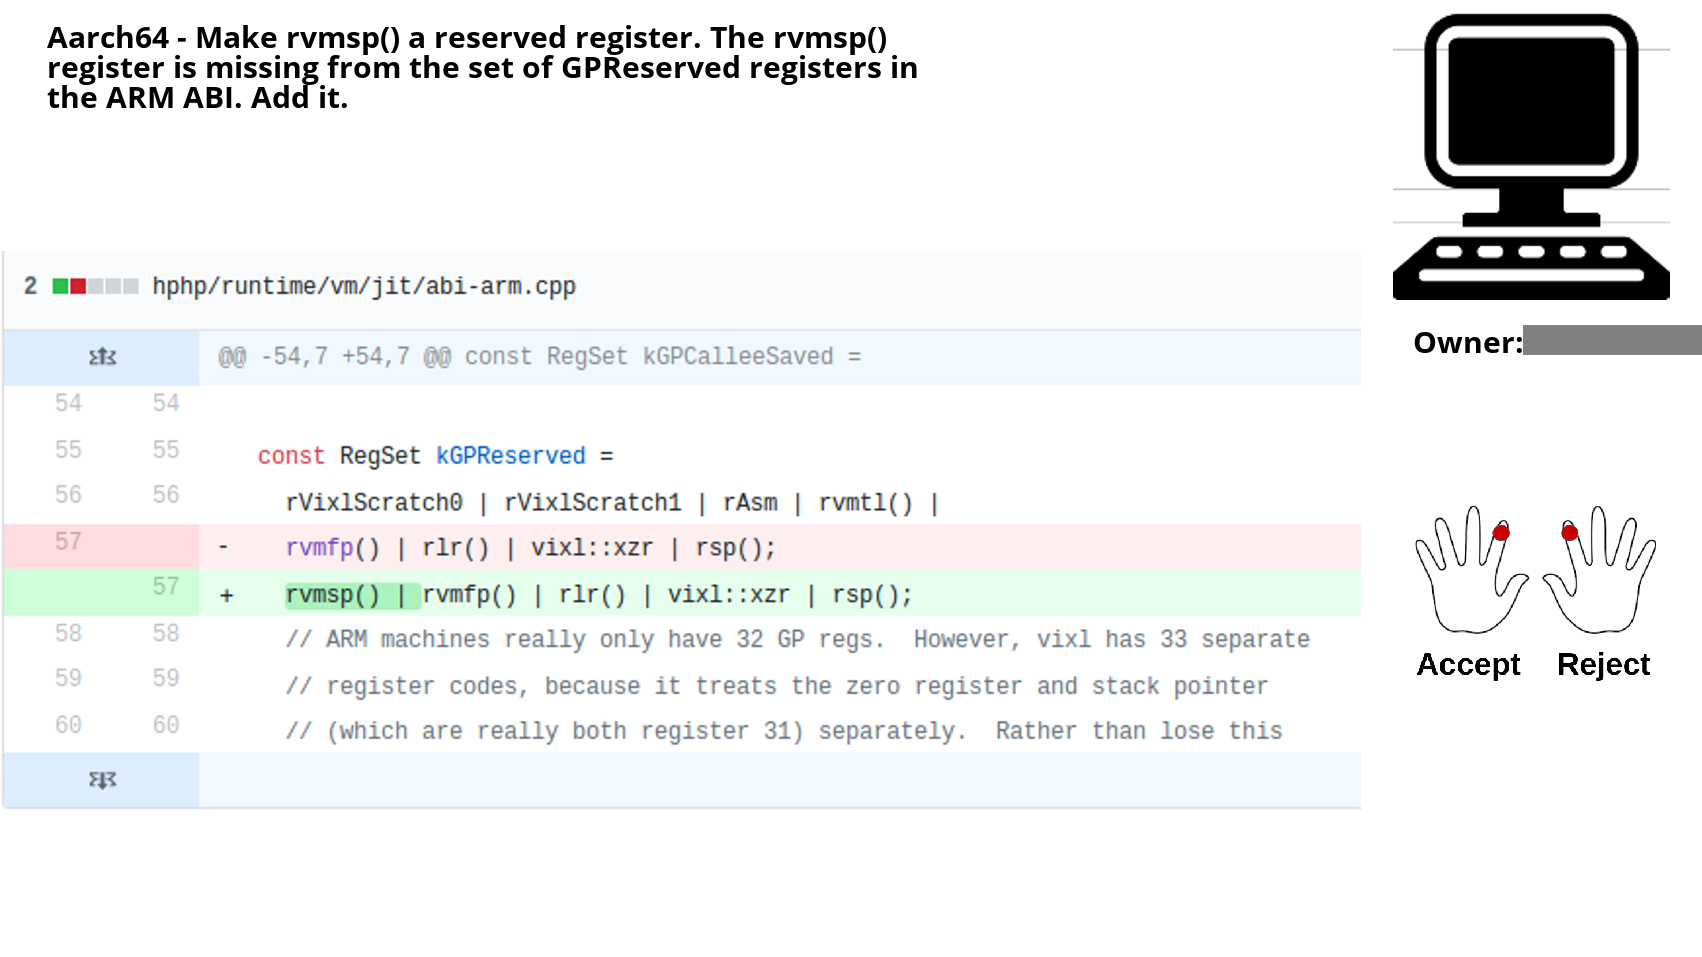 Aarch64 - Make rvmsp() a reserved register. The rvmsp()
register is missing from the set of GPReserved registers in
the ARM ABI. Add it.
2 hphp/runtime/vm/jit/abi-arm.cpp
@@ -54,7 +54,7 @@ const RegSet kGPCalleeSaved =
54 54
55 55 const RegSet kGPReserved =
56 56 rVixlScratch0 | rVixlScratch1 | rAsm | rvmtl() |
57 - rvmfp() | rlr() | vixl::xzr | rsp();
57 + rvmsp() | rvmfp() | rlr() | vixl::xzr | rsp();
58 58 // ARM machines really only have 32 GP regs.  However, vixl has 33 separate
59 59 // register codes, because it treats the zero register and stack pointer
60 60 // (which are really both register 31) separately.  Rather than lose this
Owner:
Accept Reject